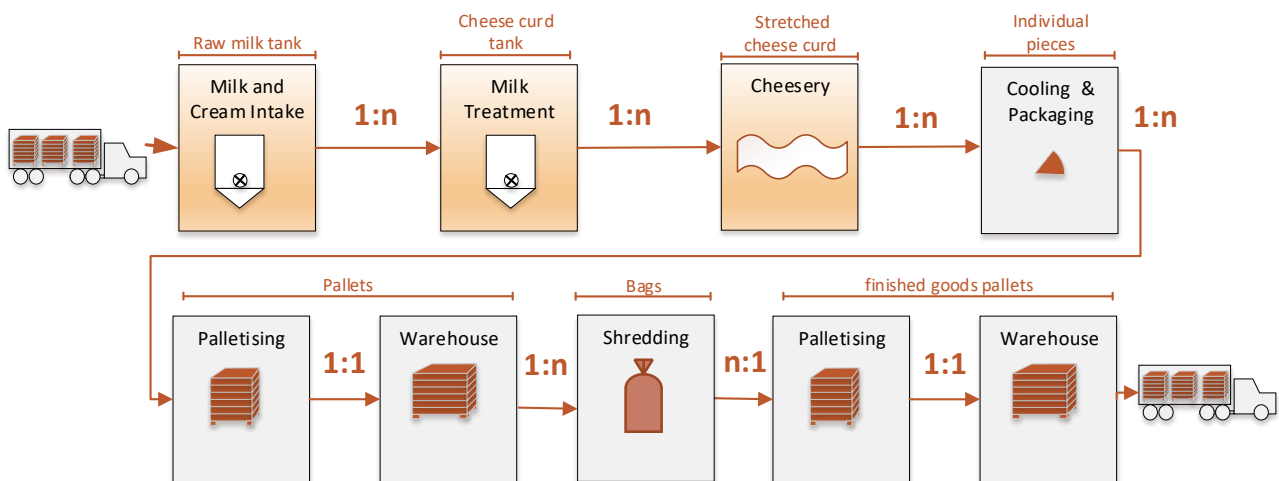 Raw milk tank
Cheese curd
tank
Stretched
cheese curd
Individual
pieces
Milk and
Cream Intake
1:n
Milk
Treatment
1:n
Cheesery
1:n
Cooling &
Packaging
1:n
Pallets
Bags
finished goods pallets
Palletising
1:1
Warehouse
1:n
Shredding
n:1
Palletising
1:1
Warehouse